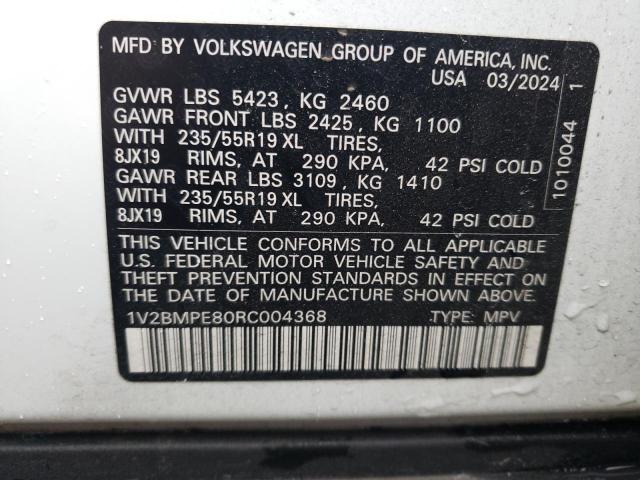 MFD BY VOLKSWAGEN GROUP OF AMERICA, INC.
USA 03/2024
GVWR LBS 5423, KG 2460
GAWR FRONT LBS 2425, KG 1100
WITH 235/55R19 XL TIRES,
8JX19 RIMS, AT 290 KPA, 42 PSI COLD
GAWR REAR LBS 3109, KG 1410
WITH 235/55R19 XL TIRES,
8JX19 RIMS, AT 290 KPA, 42 PSI COLD
THIS VEHICLE CONFORMS TO ALL APPLICABLE
U.S. FEDERAL MOTOR VEHICLE SAFETY AND
THEFT PREVENTION STANDARDS IN EFFECT ON
THE DATE OF MANUFACTURE SHOWN ABOVE.
1V2BMPE80RC004368 TYPE: MPV
1010044 1